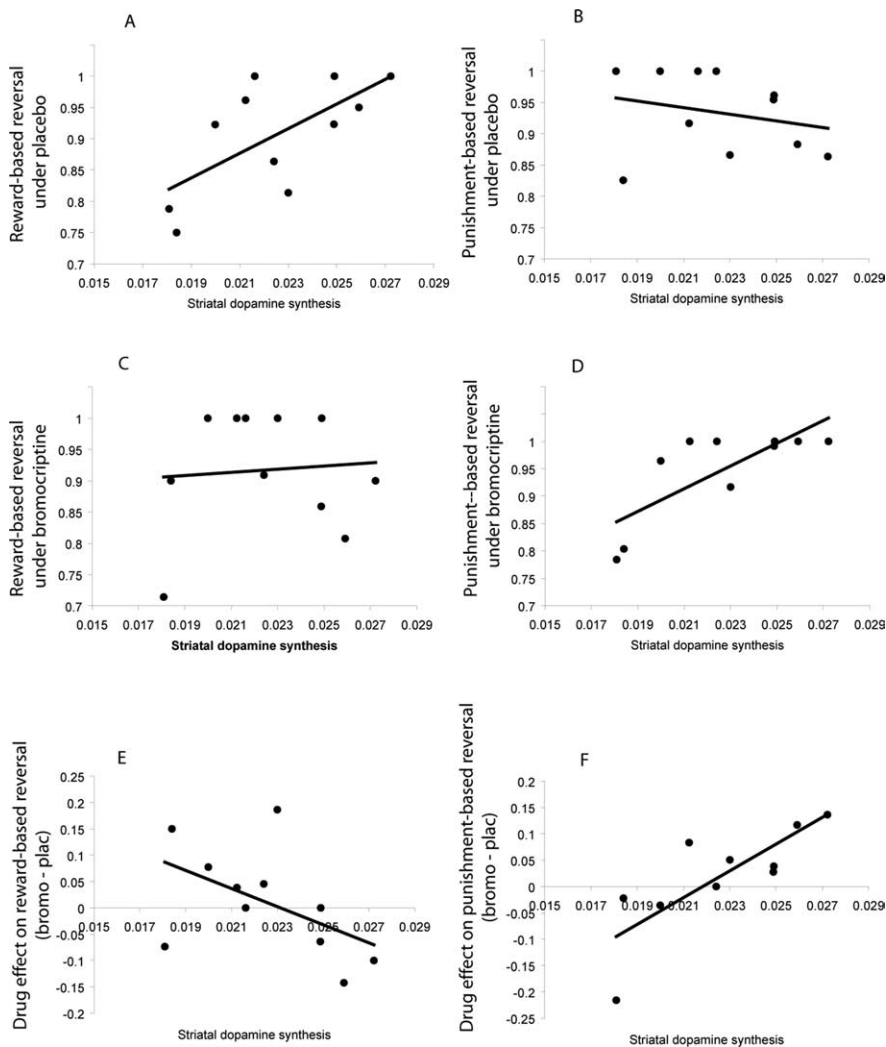 A
Reward-based reversal
under placebo
1
0.95
0.9
0.85
0.8
0.75
0.7
0.015 0.017 0.019 0.021 0.023 0.025 0.027 0.029
Striatal dopamine synthesis
B
Punishment-based reversal
under placebo
1
0.95
0.9
0.85
0.8
0.75
0.7
0.015 0.017 0.019 0.021 0.023 0.025 0.027 0.029
Striatal dopamine synthesis
C
Reward-based reversal
under bromocriptine
1
0.95
0.9
0.85
0.8
0.75
0.7
0.015 0.017 0.019 0.021 0.023 0.025 0.027 0.029
Striatal dopamine synthesis
D
Punishment--based reversal
under bromocriptine
1
0.95
0.9
0.85
0.8
0.75
0.7
0.015 0.017 0.019 0.021 0.023 0.025 0.027 0.029
Striatal dopamine synthesis
E
Drug effect on reward-based reversal
(bromo - plac)
0.25
0.2
0.15
0.1
0.05
0
0.015 0.017 0.019 0.021 0.023 0.025 0.027 0.029
-0.05
-0.1
-0.15
-0.2
Striatal dopamine synthesis
F
Drug effect on punishment-based reversal
(bromo - plac)
0.2
0.15
0.1
0.05
0
0.015 0.017 0.019 0.021 0.023 0.025 0.027 0.029
-0.05
-0.1
-0.15
-0.2
-0.25
Striatal dopamine synthesis